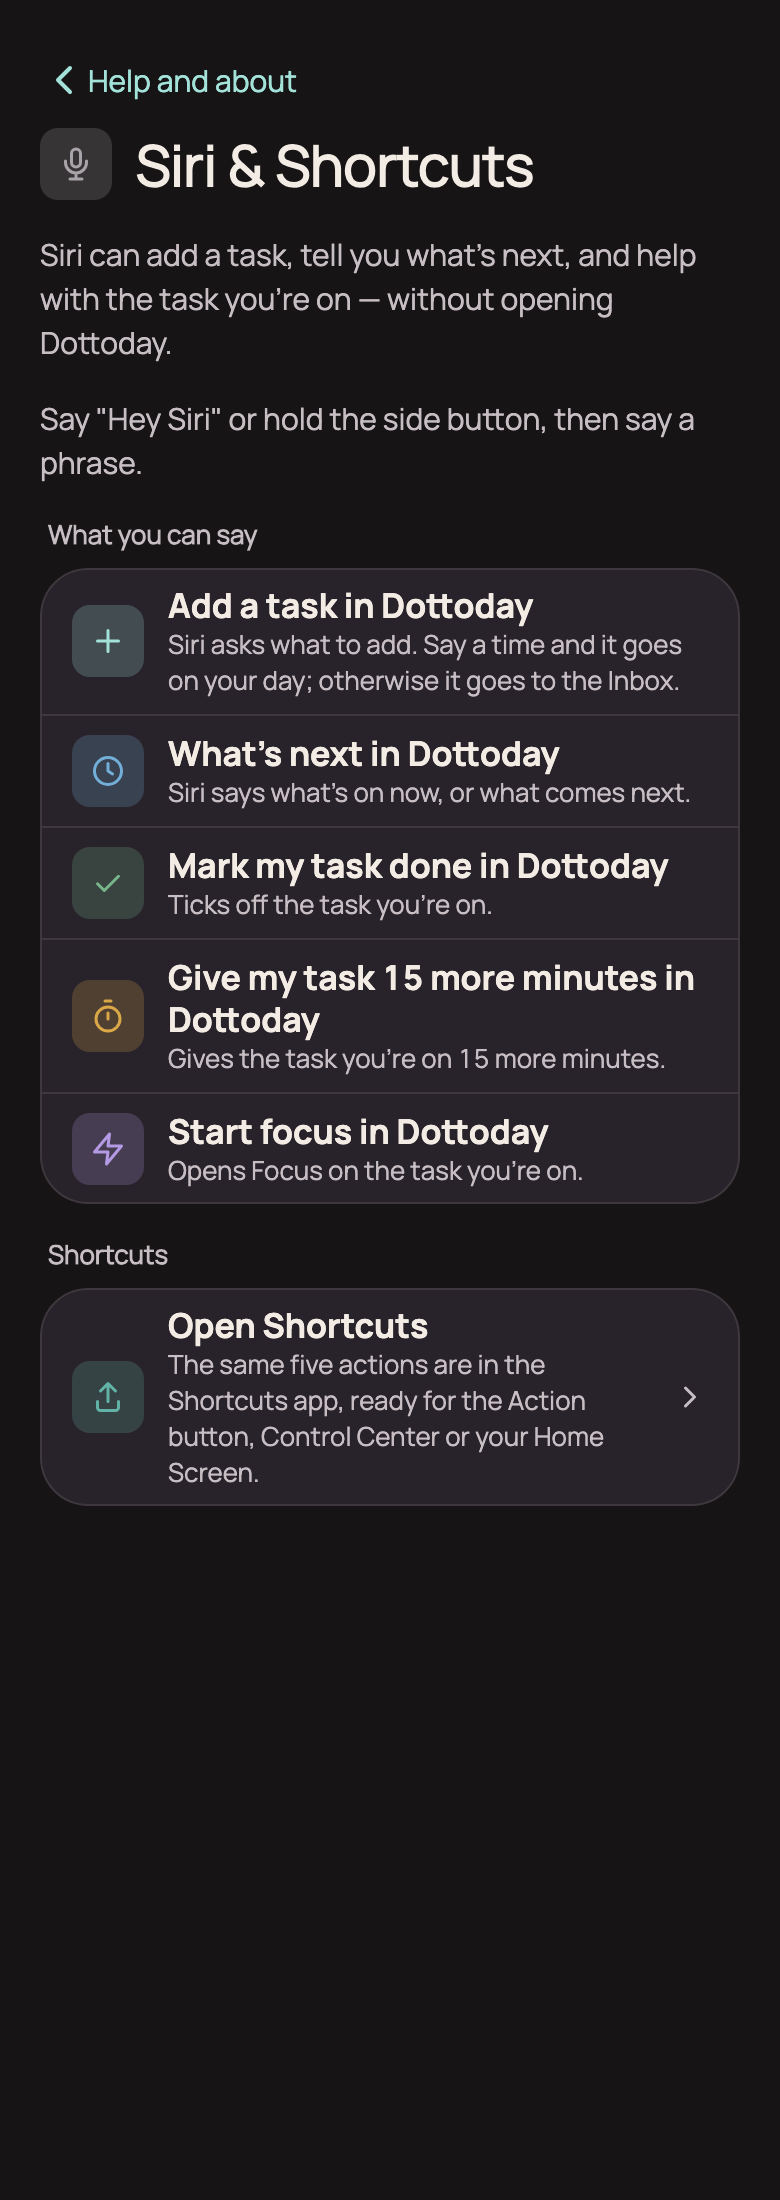 Help and about
Siri & Shortcuts
Siri can add a task, tell you what’s next, and help
with the task you’re on — without opening
Dottoday.
Say "Hey Siri" or hold the side button, then say a
phrase.
What you can say
Add a task in Dottoday
Siri asks what to add. Say a time and it goes
on your day; otherwise it goes to the Inbox.
What’s next in Dottoday
Siri says what’s on now, or what comes next.
Mark my task done in Dottoday
Ticks off the task you’re on.
Give my task 15 more minutes in
Dottoday
Gives the task you’re on 15 more minutes.
Start focus in Dottoday
Opens Focus on the task you’re on.
Shortcuts
Open Shortcuts
The same five actions are in the
Shortcuts app, ready for the Action
button, Control Center or your Home
Screen.